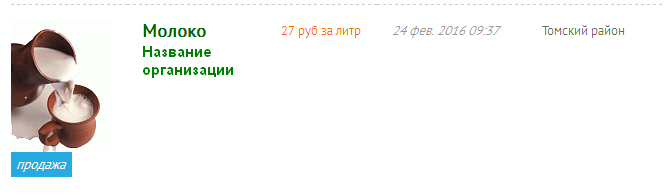 Молоко
Название
организации
27 руб за литр
24 фев. 2016 09:37
Томский район
продажа